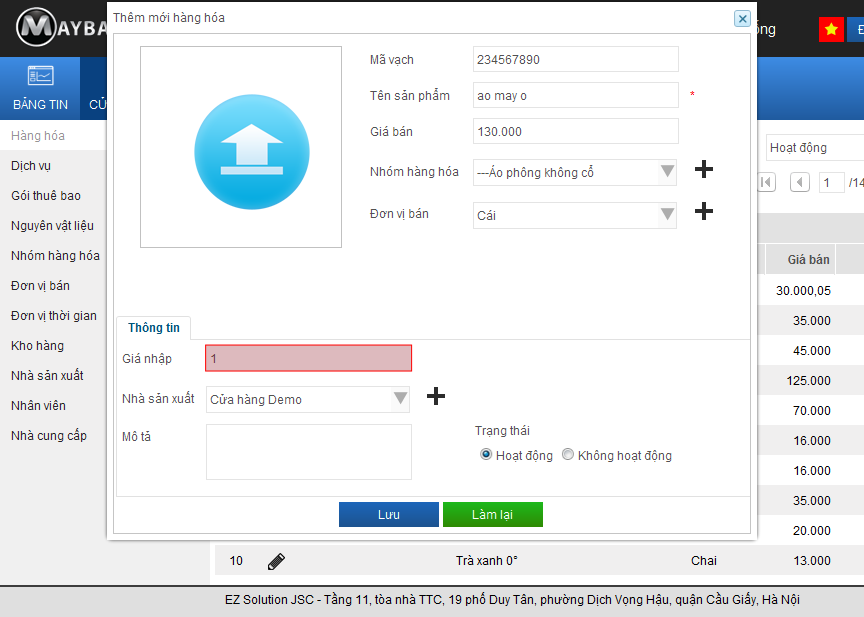 Thêm mới hàng hóa
MAYBA
BẢNG TIN
Hàng hóa
Dịch vụ
Gói thuê bao
Nguyên vật liệu
Nhóm hàng hóa
Đơn vị bán
Đơn vị thời gian
Kho hàng
Nhà sản xuất
Nhân viên
Nhà cung cấp
Mã vạch 234567890
Tên sản phẩm ao may o *
Giá bán 130.000
Nhóm hàng hóa ---Áo phông không cổ
Đơn vị bán Cái
Thông tin
Giá nhập 1
Nhà sản xuất Cửa hàng Demo
Mô tả
Trạng thái
Hoạt động Không hoạt động
Lưu Làm lại
Hoạt động
1 /14
Giá bán
30.000,05
35.000
45.000
125.000
70.000
16.000
16.000
35.000
20.000
10 Trà xanh 0° Chai 13.000
EZ Solution JSC - Tầng 11, tòa nhà TTC, 19 phố Duy Tân, phường Dịch Vọng Hậu, quận Cầu Giấy, Hà Nội